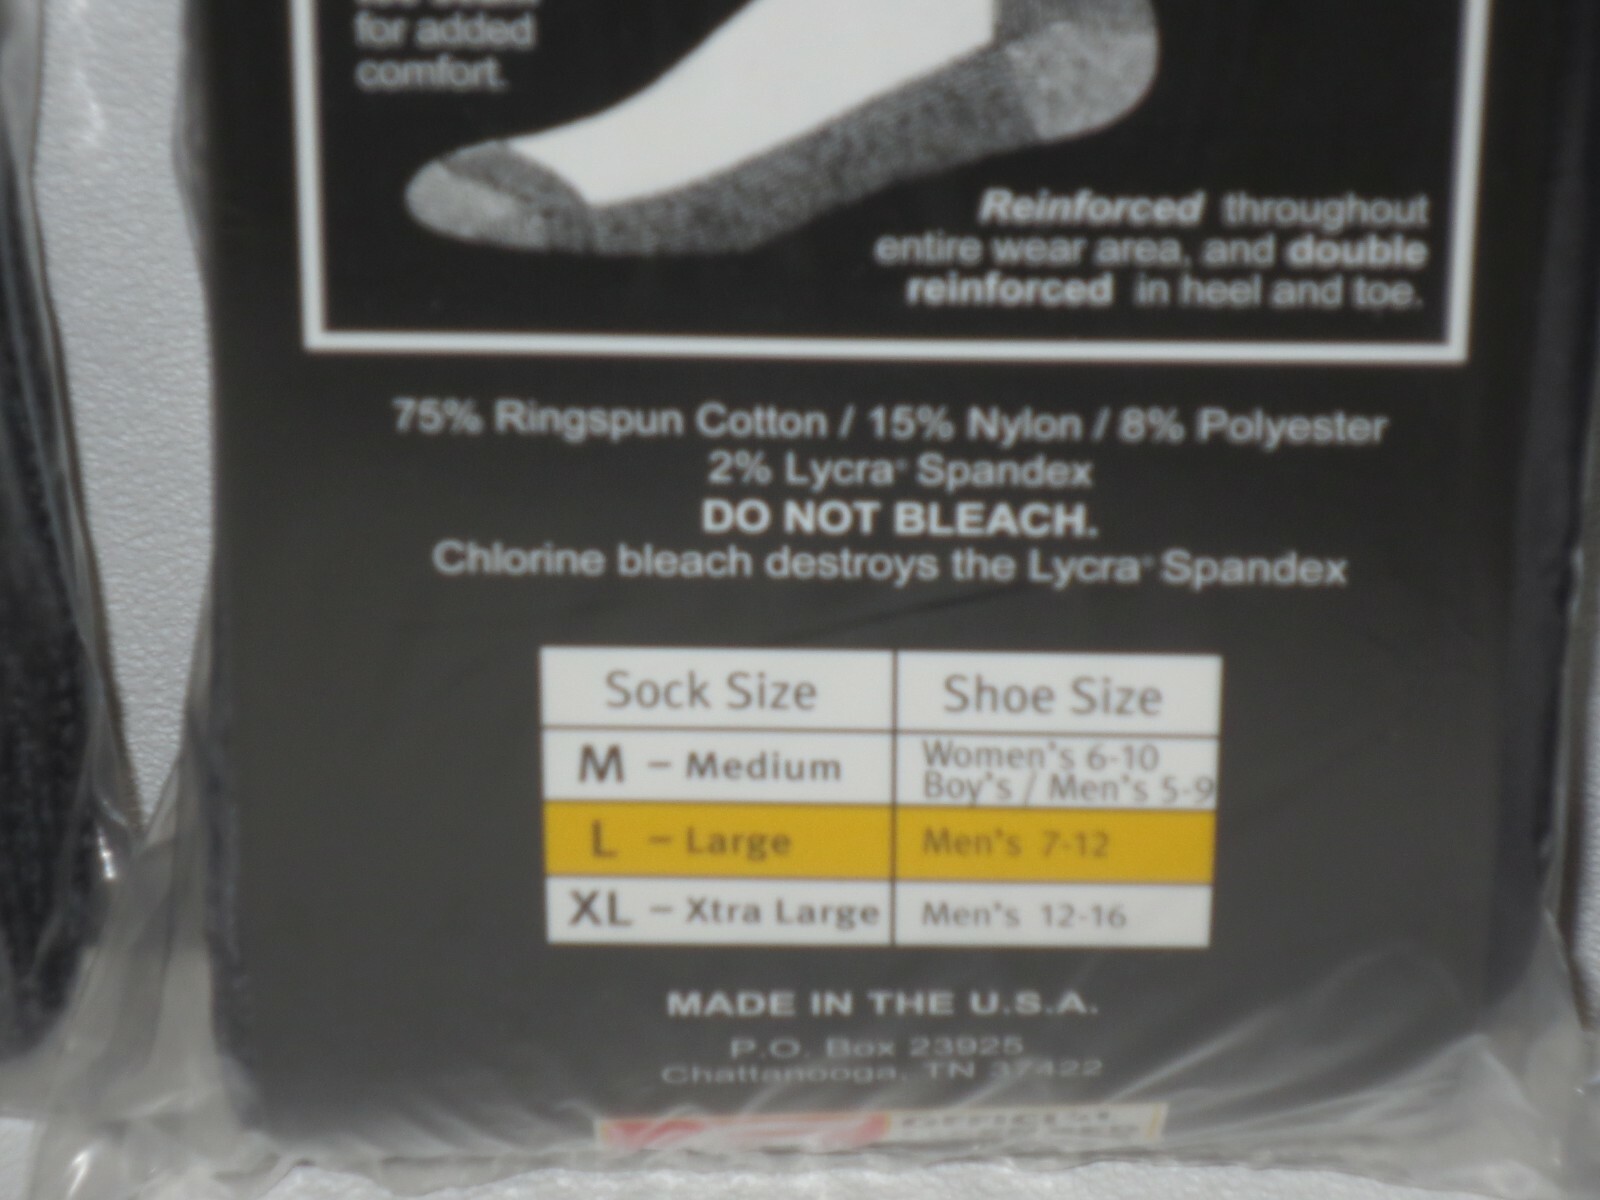 for added
comfort.
Reinforced throughout
entire wear area, and double
reinforced in heel and toe.
75% Ringspun Cotton / 15% Nylon / 8% Polyester
2% Lycra® Spandex
DO NOT BLEACH.
Chlorine bleach destroys the Lycra® Spandex
Sock Size Shoe Size
M – Medium Women's 6-10
Boy's / Men's 5-9
L – Large Men's 7-12
XL – Xtra Large Men's 12-16
MADE IN THE U.S.A.
P.O. Box 23925
Chattanooga, TN 37422